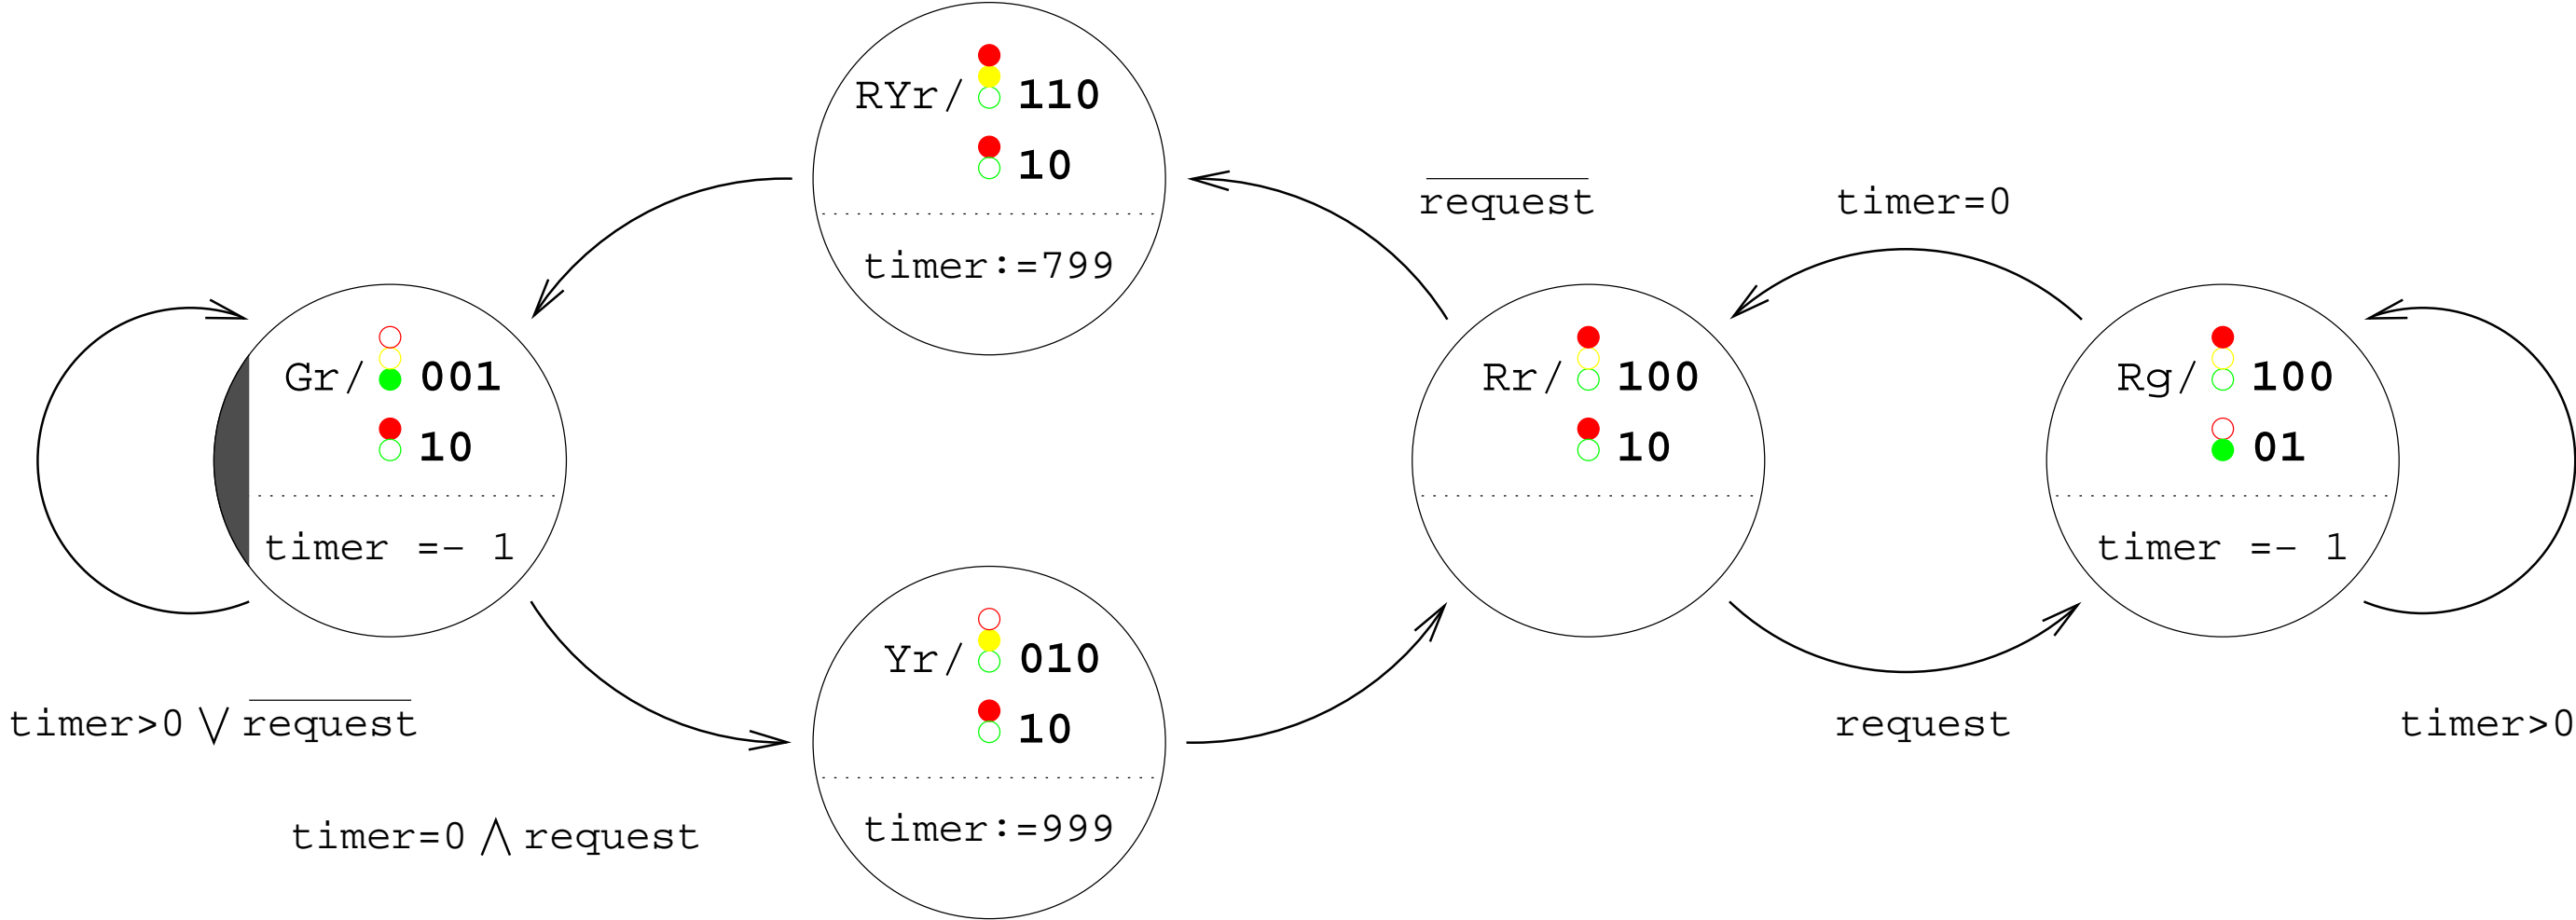 RYr/ 110
10
timer:=799
request
timer=0
Gr/ 001
10
timer =- 1
Rr/ 100
10
Rg/ 100
01
timer =- 1
Yr/ 010
10
timer:=999
timer>0 ⋁ request
timer=0 ⋀ request
request
timer>0